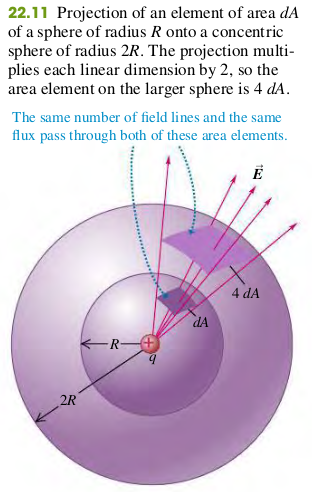 22.11 Projection of an element of area dA
of a sphere of radius R onto a concentric
sphere of radius 2R. The projection multi-
plies each linear dimension by 2, so the
area element on the larger sphere is 4 dA.
The same number of field lines and the same
flux pass through both of these area elements.
E⃗
4 dA
dA
R
+
q
2R